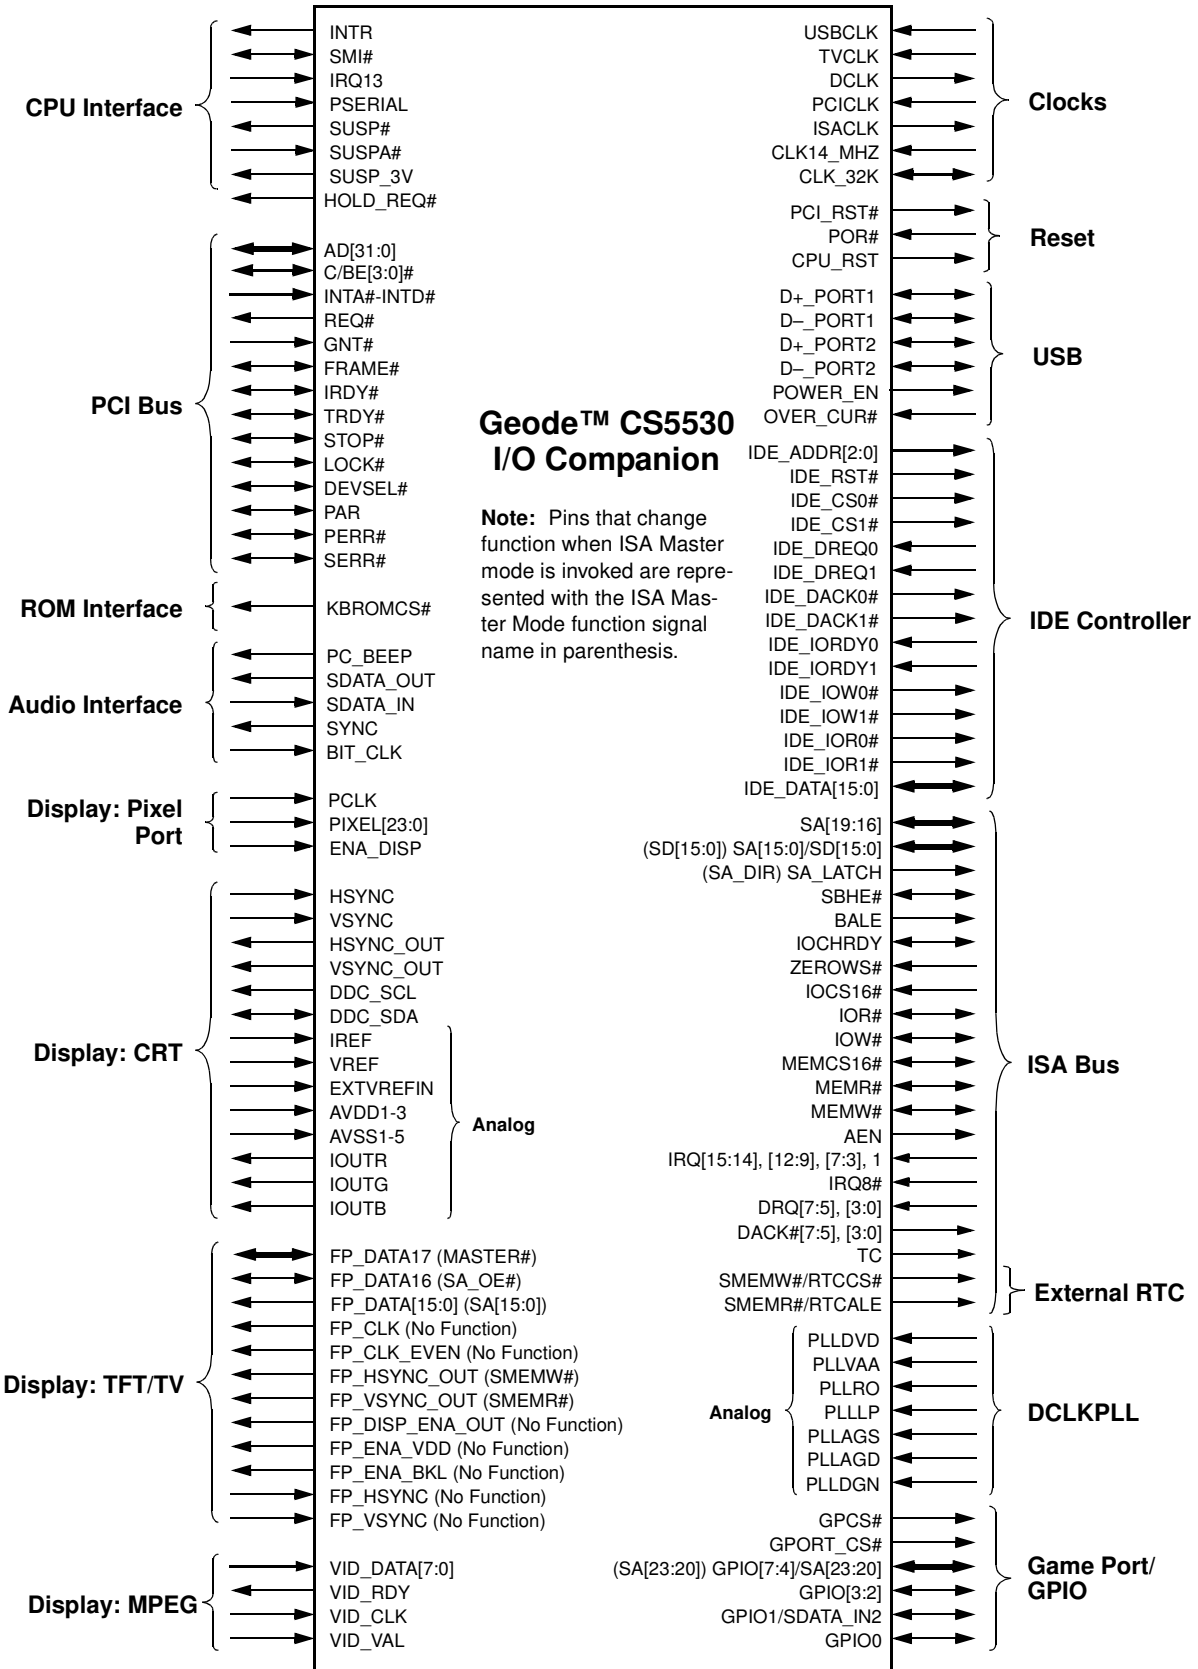 CPU Interface
INTR
SMI#
IRQ13
PSERIAL
SUSP#
SUSPA#
SUSP_3V
HOLD_REQ#
PCI Bus
AD[31:0]
C/BE[3:0]#
INTA#-INTD#
REQ#
GNT#
FRAME#
IRDY#
TRDY#
STOP#
LOCK#
DEVSEL#
PAR
PERR#
SERR#
ROM Interface
KBROMCS#
Audio Interface
PC_BEEP
SDATA_OUT
SDATA_IN
SYNC
BIT_CLK
Display: Pixel
Port
PCLK
PIXEL[23:0]
ENA_DISP
Display: CRT
HSYNC
VSYNC
HSYNC_OUT
VSYNC_OUT
DDC_SCL
DDC_SDA
IREF
VREF
EXTVREFIN
AVDD1-3
AVSS1-5
IOUTR
IOUTG
IOUTB
Analog
Display: TFT/TV
FP_DATA17 (MASTER#)
FP_DATA16 (SA_OE#)
FP_DATA[15:0] (SA[15:0])
FP_CLK (No Function)
FP_CLK_EVEN (No Function)
FP_HSYNC_OUT (SMEMW#)
FP_VSYNC_OUT (SMEMR#)
FP_DISP_ENA_OUT (No Function)
FP_ENA_VDD (No Function)
FP_ENA_BKL (No Function)
FP_HSYNC (No Function)
FP_VSYNC (No Function)
Display: MPEG
VID_DATA[7:0]
VID_RDY
VID_CLK
VID_VAL
Geode™ CS5530
I/O Companion
Note: Pins that change
function when ISA Master
mode is invoked are repre-
sented with the ISA Mas-
ter Mode function signal
name in parenthesis.
USBCLK
TVCLK
DCLK
PCICLK
ISACLK
CLK14_MHZ
CLK_32K
Clocks
PCI_RST#
POR#
CPU_RST
Reset
D+_PORT1
D–_PORT1
D+_PORT2
D–_PORT2
POWER_EN
OVER_CUR#
USB
IDE_ADDR[2:0]
IDE_RST#
IDE_CS0#
IDE_CS1#
IDE_DREQ0
IDE_DREQ1
IDE_DACK0#
IDE_DACK1#
IDE_IORDY0
IDE_IORDY1
IDE_IOW0#
IDE_IOW1#
IDE_IOR0#
IDE_IOR1#
IDE_DATA[15:0]
IDE Controller
SA[19:16]
(SD[15:0]) SA[15:0]/SD[15:0]
(SA_DIR) SA_LATCH
SBHE#
BALE
IOCHRDY
ZEROWS#
IOCS16#
IOR#
IOW#
MEMCS16#
MEMR#
MEMW#
AEN
IRQ[15:14], [12:9], [7:3], 1
IRQ8#
DRQ[7:5], [3:0]
DACK#[7:5], [3:0]
TC
SMEMW#/RTCCS#
SMEMR#/RTCALE
ISA Bus
External RTC
PLLDVD
PLLVAA
PLLRO
PLLLP
PLLAGS
PLLAGD
PLLDGN
Analog
DCLKPLL
GPCS#
GPORT_CS#
(SA[23:20]) GPIO[7:4]/SA[23:20]
GPIO[3:2]
GPIO1/SDATA_IN2
GPIO0
Game Port/
GPIO